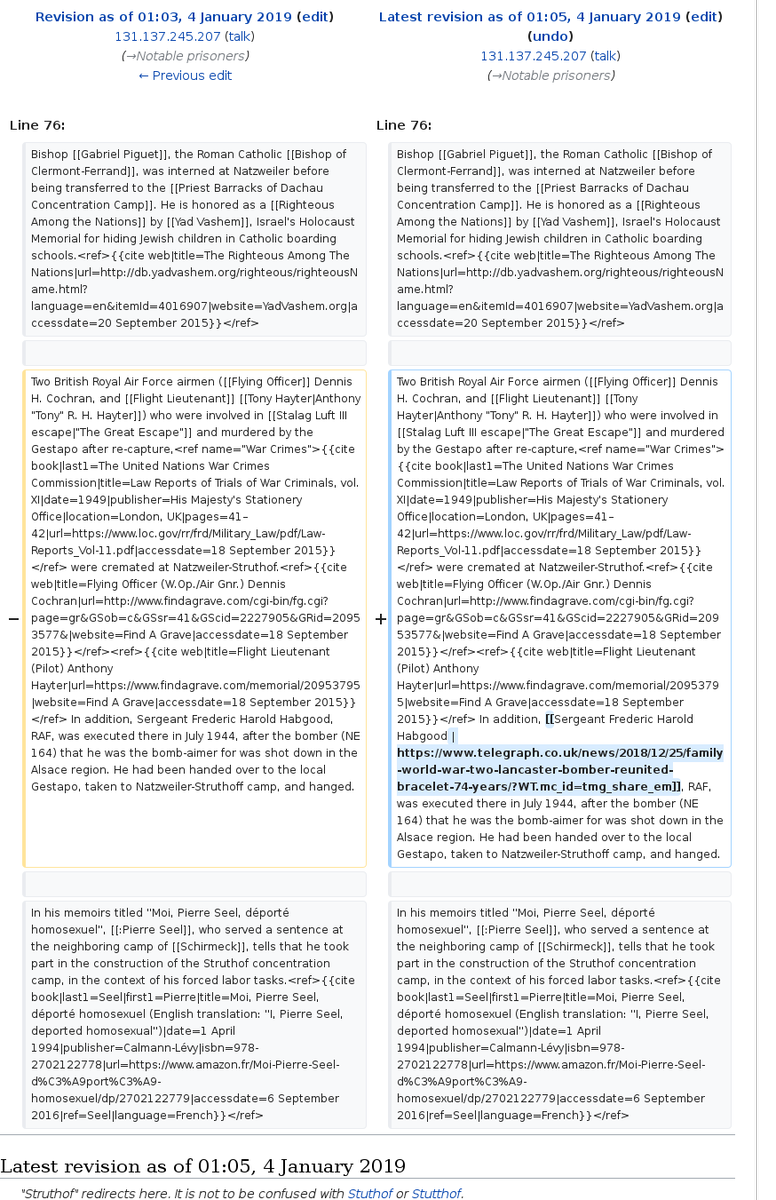 Revision as of 01:03, 4 January 2019 (edit)
131.137.245.207 (talk)
(→Notable prisoners)
← Previous edit
Latest revision as of 01:05, 4 January 2019 (edit)
(undo)
131.137.245.207 (talk)
(→Notable prisoners)
Line 76:
Bishop [[Gabriel Piguet]], the Roman Catholic [[Bishop of
Clermont-Ferrand]], was interned at Natzweiler before
being transferred to the [[Priest Barracks of Dachau
Concentration Camp]]. He is honored as a [[Righteous
Among the Nations]] by [[Yad Vashem]], Israel's Holocaust
Memorial for hiding Jewish children in Catholic boarding
schools.<ref>{{cite web|title=The Righteous Among The
Nations|url=http://db.yadvashem.org/righteous/righteousN
ame.html?
language=en&itemId=4016907|website=YadVashem.org|a
ccessdate=20 September 2015}}</ref>
−
Two British Royal Air Force airmen ([[Flying Officer]] Dennis
H. Cochran, and [[Flight Lieutenant]] [[Tony Hayter|Anthony
"Tony" R. H. Hayter]]) who were involved in [[Stalag Luft III
escape|"The Great Escape"]] and murdered by the
Gestapo after re-capture,<ref name="War Crimes">{{cite
book|last1=The United Nations War Crimes
Commission|title=Law Reports of Trials of War Criminals, vol.
XI|date=1949|publisher=His Majesty's Stationery
Office|location=London, UK|pages=41–
42|url=https://www.loc.gov/rr/frd/Military_Law/pdf/Law-
Reports_Vol-11.pdf|accessdate=18 September 2015}}
</ref> were cremated at Natzweiler-Struthof.<ref>{{cite
web|title=Flying Officer (W.Op./Air Gnr.) Dennis
Cochran|url=http://www.findagrave.com/cgi-bin/fg.cgi?
page=gr&GSob=c&GSsr=41&GScid=2227905&GRid=2095
3577&|website=Find A Grave|accessdate=18 September
2015}}</ref><ref>{{cite web|title=Flight Lieutenant
(Pilot) Anthony
Hayter|url=https://www.findagrave.com/memorial/20953795
|website=Find A Grave|accessdate=18 September 2015}}
</ref> In addition, Sergeant Frederic Harold Habgood,
RAF, was executed there in July 1944, after the bomber (NE
164) that he was the bomb-aimer for was shot down in the
Alsace region. He had been handed over to the local
Gestapo, taken to Natzweiler-Struthoff camp, and hanged.
In his memoirs titled ''Moi, Pierre Seel, déporté
homosexuel'', [[:Pierre Seel]], who served a sentence at
the neighboring camp of [[Schirmeck]], tells that he took
part in the construction of the Struthof concentration
camp, in the context of his forced labor tasks.<ref>{{cite
book|last1=Seel|first1=Pierre|title=Moi, Pierre Seel,
déporté homosexuel (English translation: ''I, Pierre Seel,
deported homosexual'')|date=1 April
1994|publisher=Calmann-Lévy|isbn=978-
2702122778|url=https://www.amazon.fr/Moi-Pierre-Seel-
d%C3%A9port%C3%A9-
homosexuel/dp/2702122779|accessdate=6 September
2016|ref=Seel|language=French}}</ref>
Line 76:
Bishop [[Gabriel Piguet]], the Roman Catholic [[Bishop of
Clermont-Ferrand]], was interned at Natzweiler before
being transferred to the [[Priest Barracks of Dachau
Concentration Camp]]. He is honored as a [[Righteous
Among the Nations]] by [[Yad Vashem]], Israel's Holocaust
Memorial for hiding Jewish children in Catholic boarding
schools.<ref>{{cite web|title=The Righteous Among The
Nations|url=http://db.yadvashem.org/righteous/righteousN
ame.html?
language=en&itemId=4016907|website=YadVashem.org|a
ccessdate=20 September 2015}}</ref>
+
Two British Royal Air Force airmen ([[Flying Officer]] Dennis
H. Cochran, and [[Flight Lieutenant]] [[Tony
Hayter|Anthony "Tony" R. H. Hayter]]) who were involved in
[[Stalag Luft III escape|"The Great Escape"]] and murdered
by the Gestapo after re-capture,<ref name="War Crimes">
{{cite book|last1=The United Nations War Crimes
Commission|title=Law Reports of Trials of War Criminals, vol.
XI|date=1949|publisher=His Majesty's Stationery
Office|location=London, UK|pages=41–
42|url=https://www.loc.gov/rr/frd/Military_Law/pdf/Law-
Reports_Vol-11.pdf|accessdate=18 September 2015}}
</ref> were cremated at Natzweiler-Struthof.<ref>{{cite
web|title=Flying Officer (W.Op./Air Gnr.) Dennis
Cochran|url=http://www.findagrave.com/cgi-bin/fg.cgi?
page=gr&GSob=c&GSsr=41&GScid=2227905&GRid=209
53577&|website=Find A Grave|accessdate=18 September
2015}}</ref><ref>{{cite web|title=Flight Lieutenant
(Pilot) Anthony
Hayter|url=https://www.findagrave.com/memorial/2095379
5|website=Find A Grave|accessdate=18 September
2015}}</ref> In addition, [[Sergeant Frederic Harold
Habgood |
https://www.telegraph.co.uk/news/2018/12/25/family
-world-war-two-lancaster-bomber-reunited-
bracelet-74-years/?WT.mc_id=tmg_share_em]], RAF,
was executed there in July 1944, after the bomber (NE
164) that he was the bomb-aimer for was shot down in the
Alsace region. He had been handed over to the local
Gestapo, taken to Natzweiler-Struthoff camp, and hanged.
In his memoirs titled ''Moi, Pierre Seel, déporté
homosexuel'', [[:Pierre Seel]], who served a sentence at
the neighboring camp of [[Schirmeck]], tells that he took
part in the construction of the Struthof concentration
camp, in the context of his forced labor tasks.<ref>{{cite
book|last1=Seel|first1=Pierre|title=Moi, Pierre Seel,
déporté homosexuel (English translation: ''I, Pierre Seel,
deported homosexual'')|date=1 April
1994|publisher=Calmann-Lévy|isbn=978-
2702122778|url=https://www.amazon.fr/Moi-Pierre-Seel-
d%C3%A9port%C3%A9-
homosexuel/dp/2702122779|accessdate=6 September
2016|ref=Seel|language=French}}</ref>
Latest revision as of 01:05, 4 January 2019
"Struthof" redirects here. It is not to be confused with Stuthof or Stutthof.